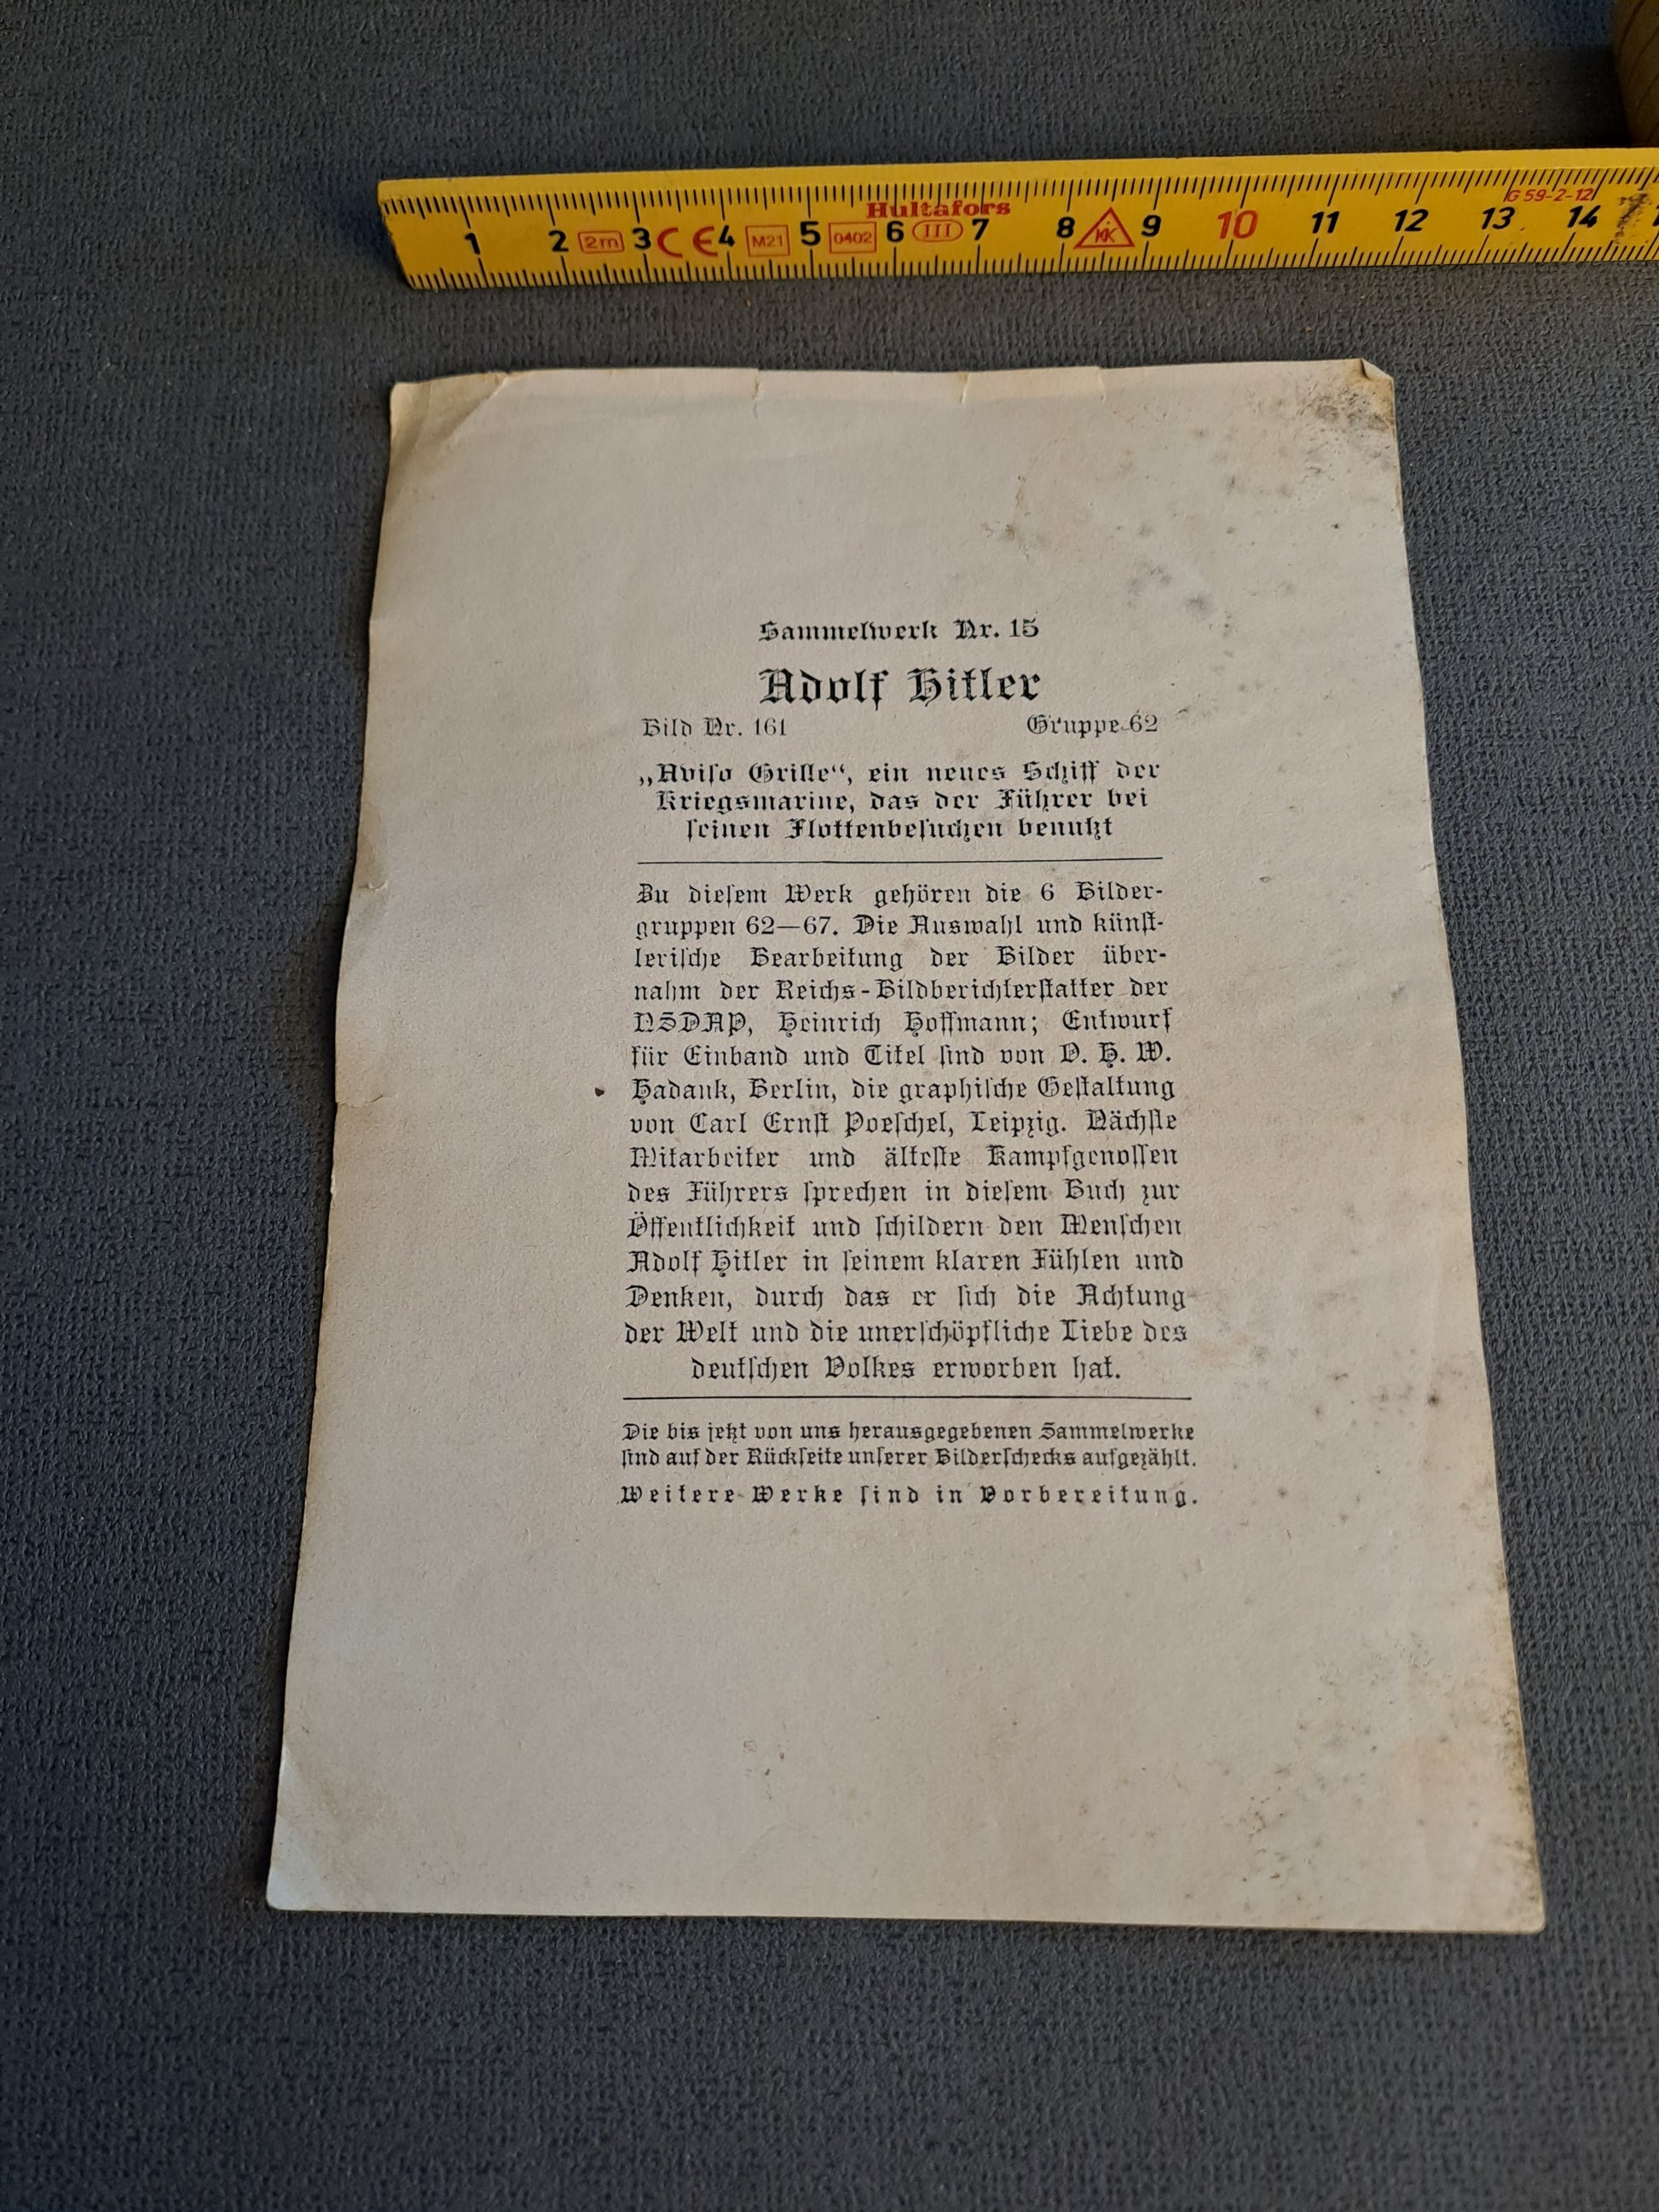 Hultafors
G 59-2-12
1 2 2m 3 CE 4 M21 5 0402 6 III 7 8 KK 9 10 11 12 13 14
Sammelwerk Nr. 15
Adolf Hitler
Bild Nr. 161 Gruppe 62
„Aviſo Grille“, ein neues Schiff der
Kriegsmarine, das der Führer bei
ſeinen Flottenbeſuchen benutzt
Zu dieſem Werk gehören die 6 Bilder-
gruppen 62—67. Die Auswahl und künſt-
leriſche Bearbeitung der Bilder über-
nahm der Reichs-Bildberichterſtatter der
NSDAP, Heinrich Hoffmann; Entwurf
für Einband und Titel ſind von O. H. W.
Hadank, Berlin, die graphiſche Geſtaltung
von Carl Ernſt Poeſchel, Leipzig. Nächſte
Mitarbeiter und älteſte Kampfgenoſſen
des Führers ſprechen in dieſem Buch zur
Öffentlichkeit und ſchildern den Menſchen
Adolf Hitler in ſeinem klaren Fühlen und
Denken, durch das er ſich die Achtung
der Welt und die unerſchöpfliche Liebe des
deutſchen Volkes erworben hat.
Die bis jetzt von uns herausgegebenen Sammelwerke
ſind auf der Rückſeite unſerer Bilderſchecks aufgezählt.
Weitere Werke ſind in Vorbereitung.